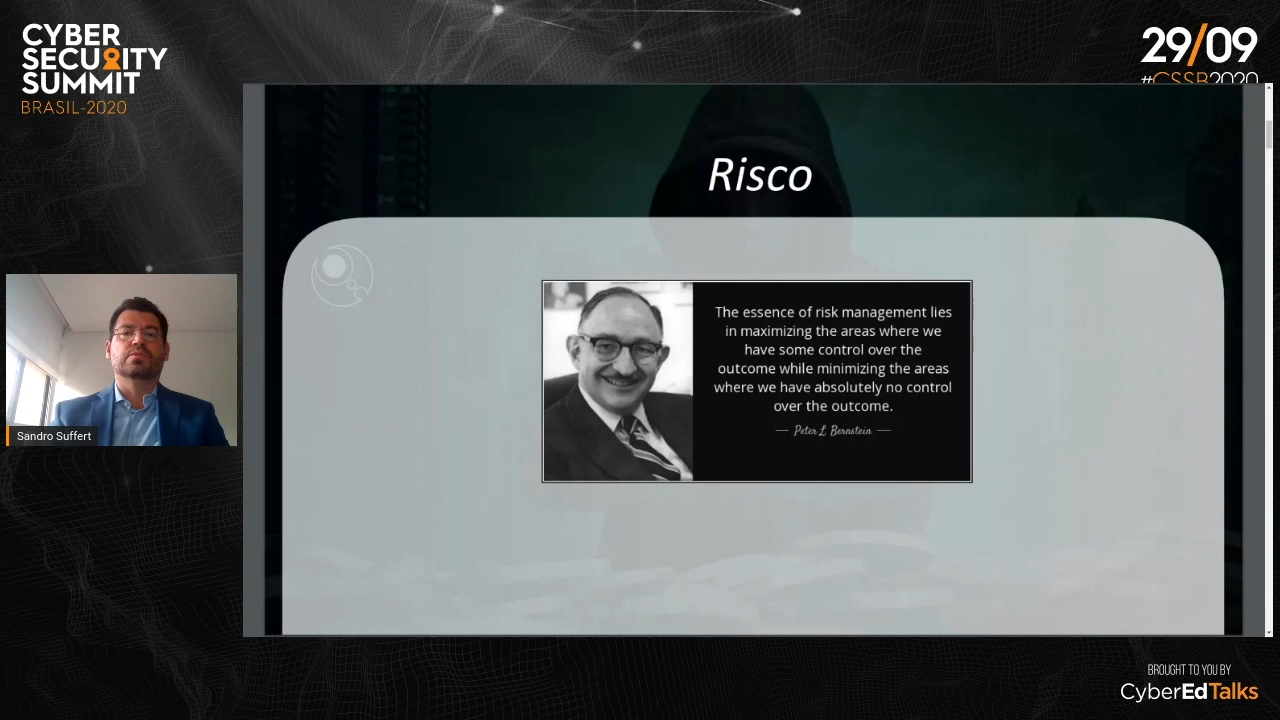 CYBER
SECURITY
SUMMIT
BRASIL-2020
29/09
#CSSB2020
Risco
The essence of risk management lies
in maximizing the areas where we
have some control over the
outcome while minimizing the areas
where we have absolutely no control
over the outcome.
Peter L. Bernstein
Sandro Suffert
BROUGHT TO YOU BY
CyberEdTalks